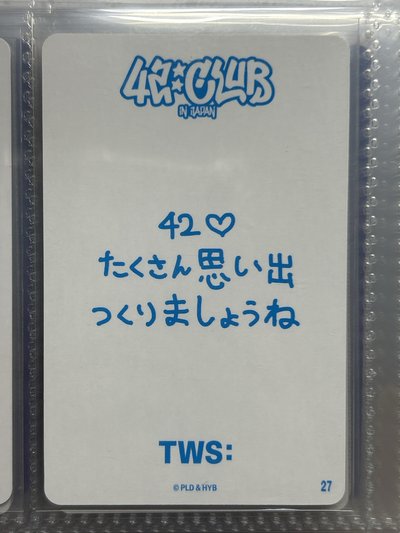 42:CLUB
IN JAPAN
42♡
たくさん思い出
つくりましょうね
TWS:
© PLD & HYB
27